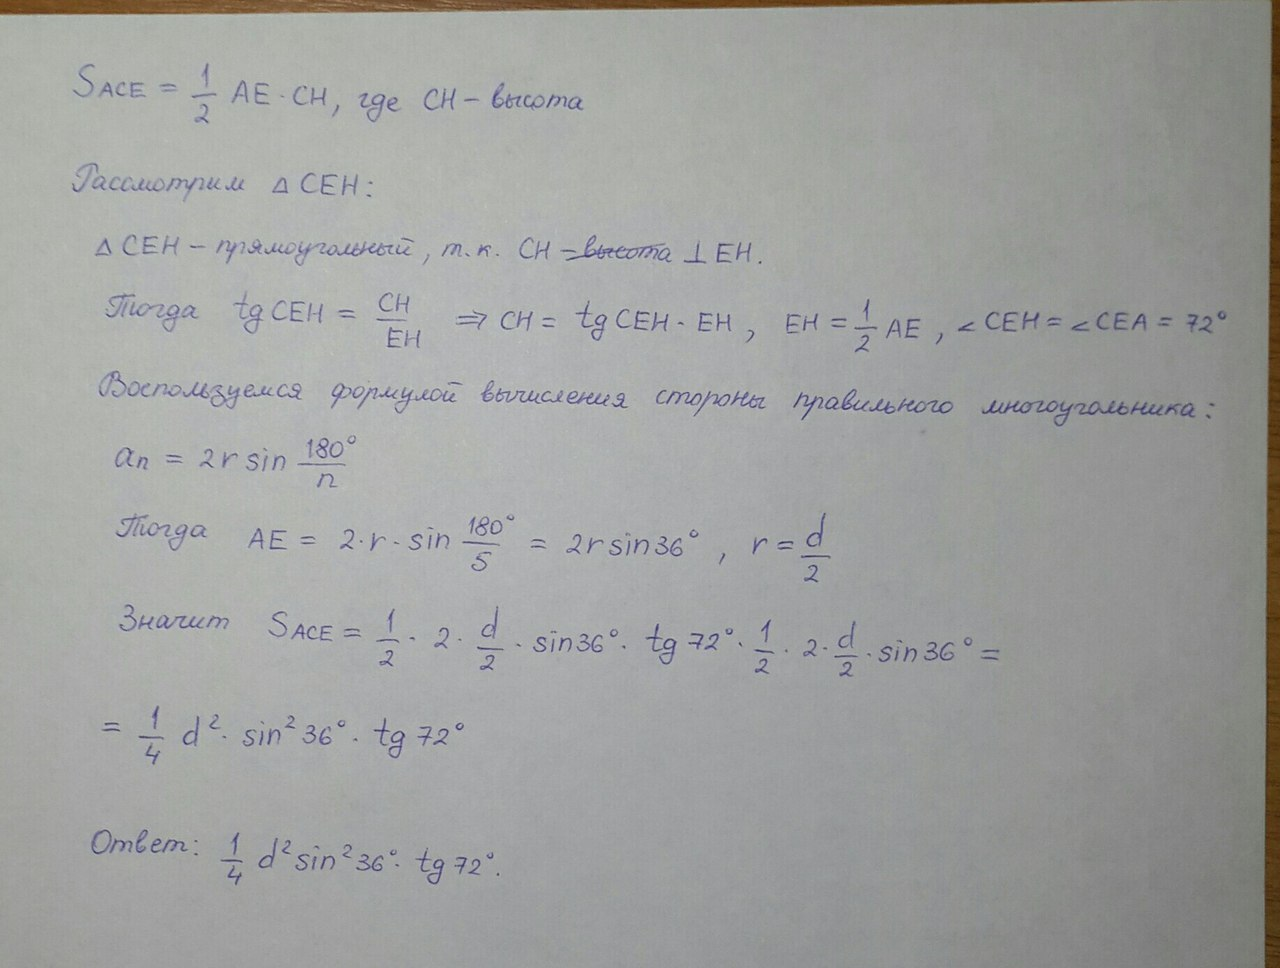 S_ACE = 1/2 AE · CH, где CH – высота
Рассмотрим △ CEH:
△ CEH – прямоугольный, т.к. CH – высота ⊥ EH.
Тогда tg CEH = CH/EH ⇒ CH = tg CEH · EH, EH = 1/2 AE, ∠CEH = ∠CEA = 72°
Воспользуемся формулой вычисления стороны правильного многоугольника:
a_n = 2r sin 180°/n
Тогда AE = 2 · r · sin 180°/5 = 2r sin 36°, r = d/2
Значит S_ACE = 1/2 · 2 · d/2 · sin 36° · tg 72° · 1/2 · 2 · d/2 · sin 36° =
= 1/4 d² · sin² 36° · tg 72°
Ответ: 1/4 d² sin² 36° · tg 72°.